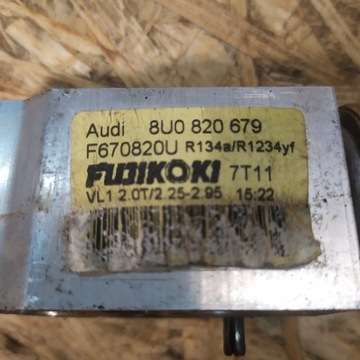 Audi 8U0 820 679
F670820U R134a/R1234yf
FUJIKOKI 7T11
VL1 2.0T/2.25-2.95 15:22